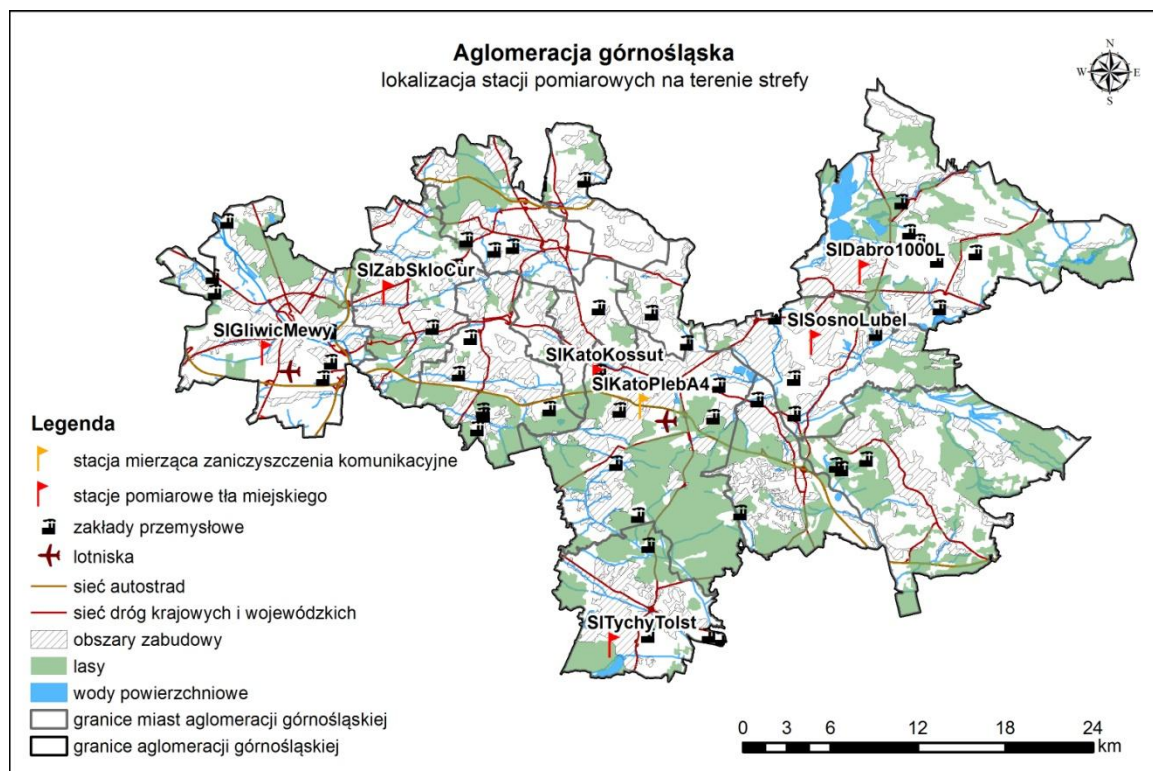 Aglomeracja górnośląska
lokalizacja stacji pomiarowych na terenie strefy
N
W E
S
SlDabro1000L
SlZabSkloCur
SlSosnoLubel
SlGliwicMewy
SlKatoKossut
SlKatoPlebA4
Legenda
stacja mierząca zaniczyszczenia komunikacyjne
stacje pomiarowe tła miejskiego
zakłady przemysłowe
lotniska
sieć autostrad
sieć dróg krajowych i wojewódzkich
obszary zabudowy
SlTychyTolst
lasy
wody powierzchniowe
granice miast aglomeracji górnośląskiej
granice aglomeracji górnośląskiej
0 3 6 12 18 24
km